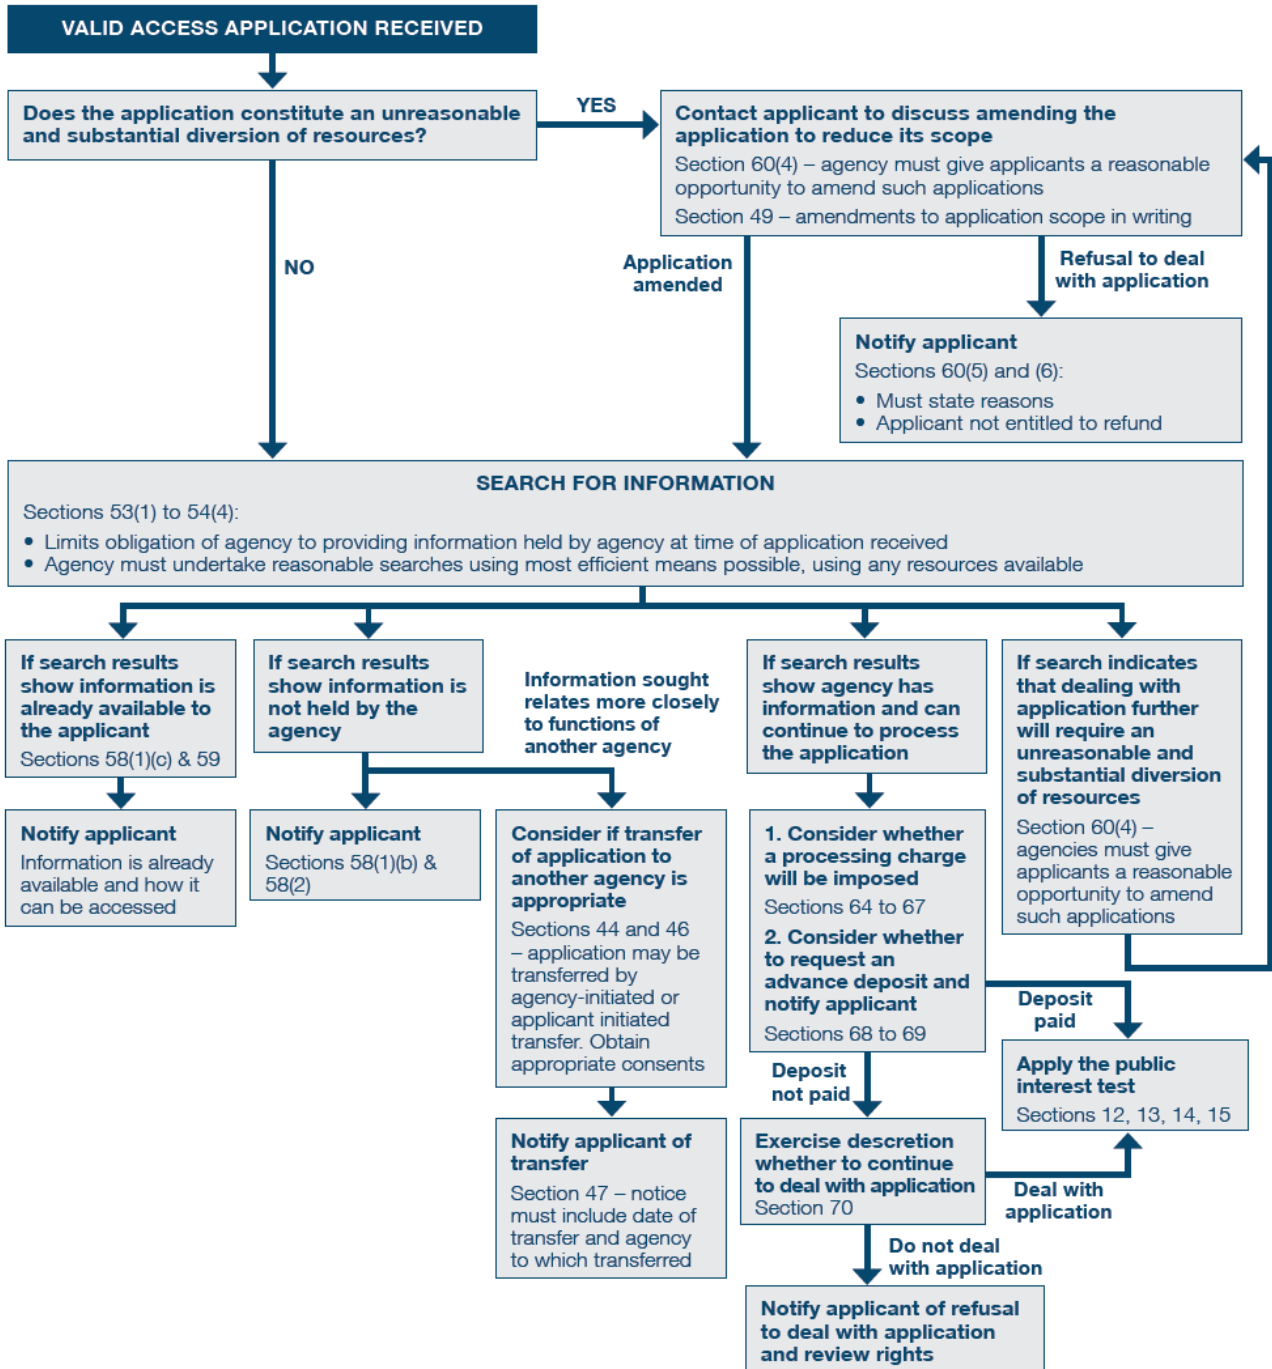 VALID ACCESS APPLICATION RECEIVED
Does the application constitute an unreasonable
and substantial diversion of resources?
YES
Contact applicant to discuss amending the
application to reduce its scope
Section 60(4) – agency must give applicants a reasonable
opportunity to amend such applications
Section 49 – amendments to application scope in writing
NO
Application
amended
Refusal to deal
with application
Notify applicant
Sections 60(5) and (6):
• Must state reasons
• Applicant not entitled to refund
SEARCH FOR INFORMATION
Sections 53(1) to 54(4):
• Limits obligation of agency to providing information held by agency at time of application received
• Agency must undertake reasonable searches using most efficient means possible, using any resources available
If search results
show information is
already available to
the applicant
Sections 58(1)(c) & 59
If search results
show information is
not held by the
agency
Information sought
relates more closely
to functions of
another agency
If search results
show agency has
information and can
continue to process
the application
If search indicates
that dealing with
application further
will require an
unreasonable and
substantial diversion
of resources
Section 60(4) –
agencies must give
applicants a reasonable
opportunity to amend
such applications
Notify applicant
Information is already
available and how it
can be accessed
Notify applicant
Sections 58(1)(b) &
58(2)
Consider if transfer
of application to
another agency is
appropriate
Sections 44 and 46
– application may be
transferred by
agency-initiated or
applicant initiated
transfer. Obtain
appropriate consents
1. Consider whether
a processing charge
will be imposed
Sections 64 to 67
2. Consider whether
to request an
advance deposit and
notify applicant
Sections 68 to 69
Deposit
paid
Deposit
not paid
Apply the public
interest test
Sections 12, 13, 14, 15
Notify applicant of
transfer
Section 47 – notice
must include date of
transfer and agency
to which transferred
Exercise descretion
whether to continue
to deal with application
Section 70
Deal with
application
Do not deal
with application
Notify applicant of refusal
to deal with application
and review rights